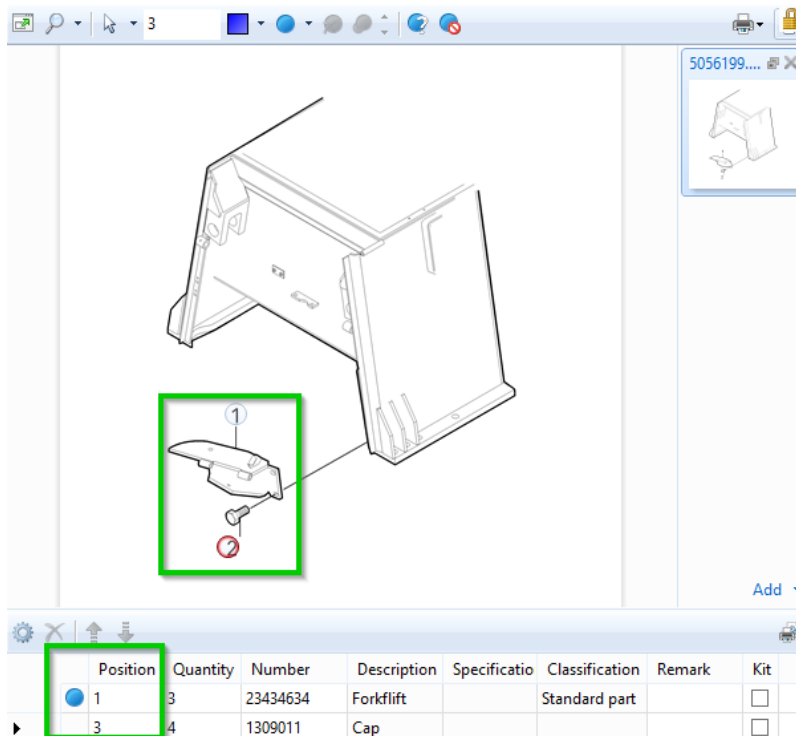 3
5056199....
1
2
Add
Position Quantity Number Description Specificatio Classification Remark Kit
1 3 23434634 Forkflift Standard part
3 4 1309011 Cap